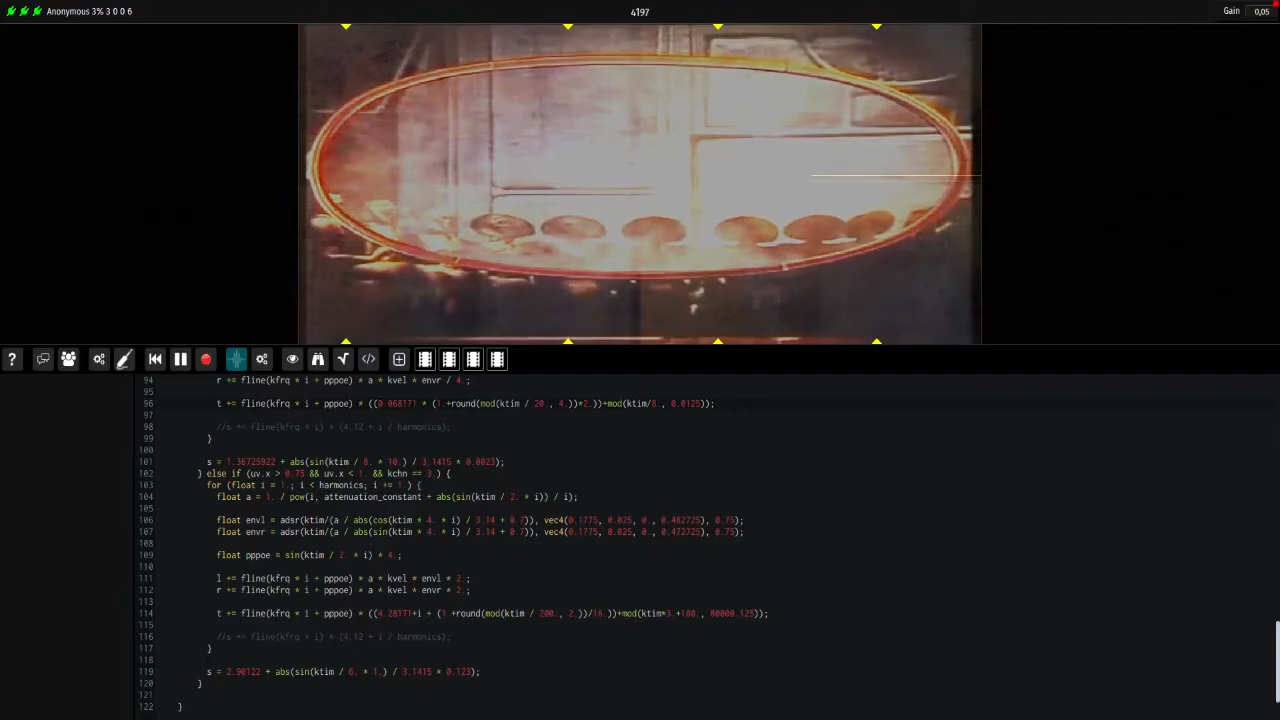 Anonymous 3% 3 0 0 6
4197
Gain 0,05
?
94 r += fline(kfrq * i + pppoe) * a * kvel * envr / 4.;
95
96 t += fline(kfrq * i + pppoe) * ((0.068171 * (1.+round(mod(ktim / 20., 4.))*2.))+mod(ktim/8., 0.0125));
97
98 //s += fline(kfrq * i) * (4.12 + i / harmonics);
99 }
100
101 s = 1.36725922 + abs(sin(ktim / 8. * 10.) / 3.1415 * 0.0023);
102 } else if (uv.x > 0.75 && uv.x < 1. && kchn == 3.) {
103 for (float i = 1.; i < harmonics; i += 1.) {
104 float a = 1. / pow(i, attenuation_constant + abs(sin(ktim / 2. * i)) / i);
105
106 float envl = adsr(ktim/(a / abs(cos(ktim * 4. * i) / 3.14 + 0.7)), vec4(0.1775, 0.025, 0., 0.482725), 0.75);
107 float envr = adsr(ktim/(a / abs(sin(ktim * 4. * i) / 3.14 + 0.7)), vec4(0.1775, 0.025, 0., 0.472725), 0.75);
108
109 float pppoe = sin(ktim / 2. * i) * 4.;
110
111 l += fline(kfrq * i + pppoe) * a * kvel * envl * 2.;
112 r += fline(kfrq * i + pppoe) * a * kvel * envr * 2.;
113
114 t += fline(kfrq * i + pppoe) * ((4.28171+i + (1.+round(mod(ktim / 200., 2.))/16.))+mod(ktim*3.+180., 80000.125));
115
116 //s += fline(kfrq * i) * (4.12 + i / harmonics);
117 }
118
119 s = 2.90122 + abs(sin(ktim / 6. * 1.) / 3.1415 * 0.123);
120 }
121
122 }